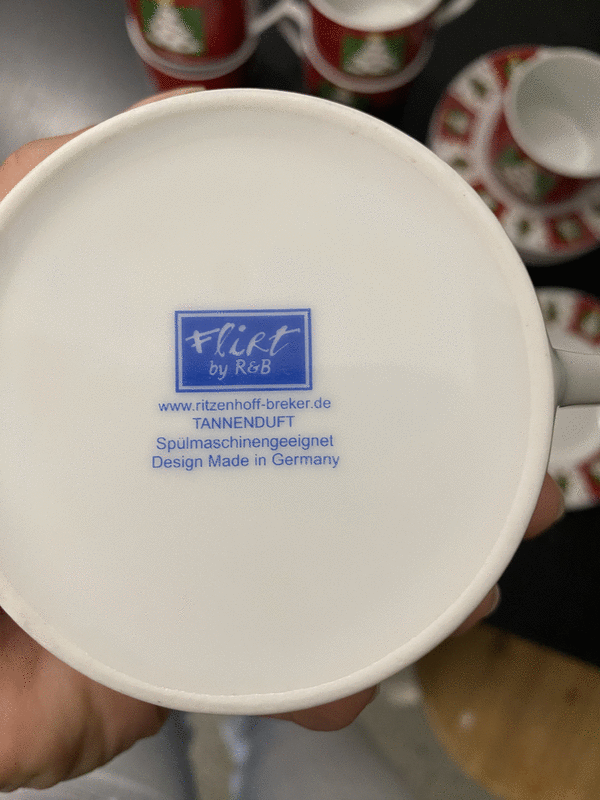 Flirt
by R&B
www.ritzenhoff-breker.de
TANNENDUFT
Spülmaschinengeeignet
Design Made in Germany